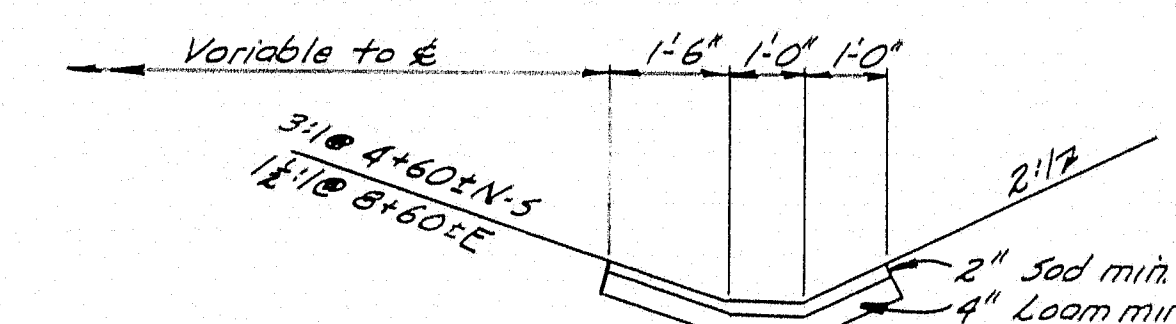 Variable to ℄ 1'-6" 1'-0" 1'-0"
3:1@ 4+60±N-S
1½:1@ 8+60±E
2:1
2" Sod min.
4" Loam min